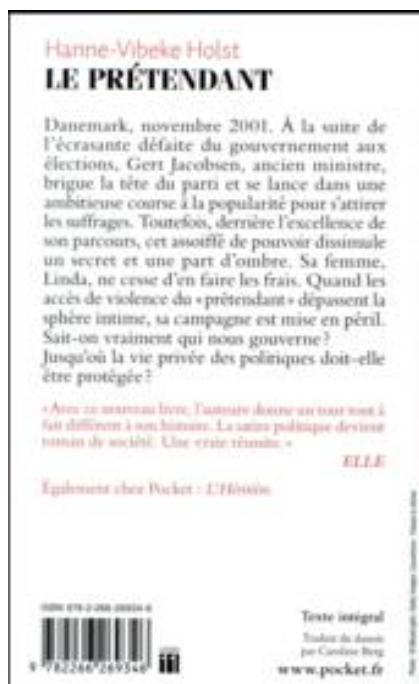 Hanne-Vibeke Holst
LE PRÉTENDANT
Danemark, novembre 2001. À la suite de
l'écrasante défaite du gouvernement aux
élections, Gert Jacobsen, ancien ministre,
brigue la tête du parti et se lance dans une
ambitieuse course à la popularité pour s'attirer
les suffrages. Toutefois, derrière l'excellence de
son parcours, cet assoiffé de pouvoir dissimule
un secret et une part d'ombre. Sa femme,
Linda, ne cesse d'en faire les frais. Quand les
accès de violence du « prétendant » dépassent la
sphère intime, sa campagne est mise en péril.
Sait-on vraiment qui nous gouverne ?
Jusqu'où la vie privée des politiques doit-elle
être protégée ?
« Avec ce nouveau livre, l'auteure donne un tour tout à
fait différent à son histoire. La satire politique devient
roman de société. Une vraie réussite. »
ELLE
Également chez Pocket : L'Héritière
Texte intégral
Traduit du danois
par Caroline Berg
www.pocket.fr
9 782266 269346